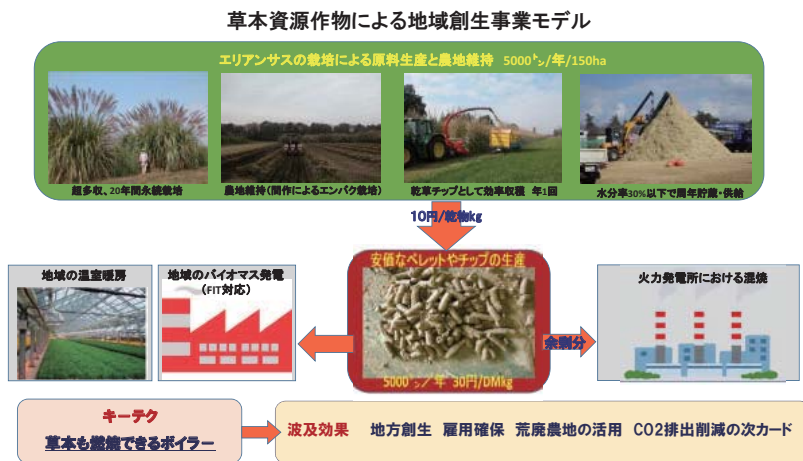 草本資源作物による地域創生事業モデル
エリアンサスの栽培による原料生産と農地維持 5000㌧/年/150ha
超多収、20年間永続栽培
農地維持(間作によるエンバク栽培)
乾草チップとして効率収穫 年1回
水分率30%以下で周年貯蔵・供給
10円/乾物kg
地域の温室暖房
地域のバイオマス発電
(FIT対応)
安価なペレットやチップの生産
5000㌧/年 30円/DMkg
余剰分
火力発電所における混焼
キーテク
草本も燃焼できるボイラー
波及効果 地方創生 雇用確保 荒廃農地の活用 CO2排出削減の次カード